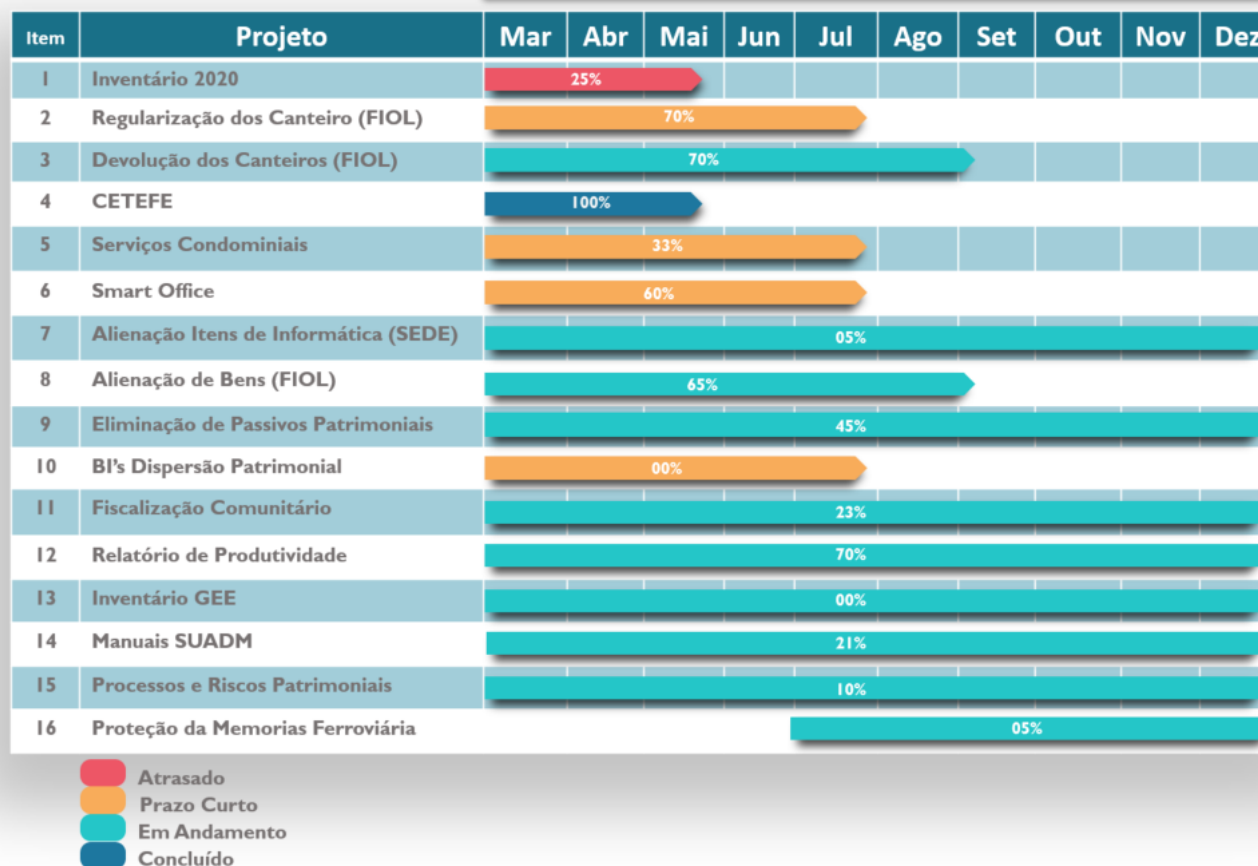 Item Projeto Mar Abr Mai Jun Jul Ago Set Out Nov Dez
1 Inventário 2020 25%
2 Regularização dos Canteiro (FIOL) 70%
3 Devolução dos Canteiros (FIOL) 70%
4 CETEFE 100%
5 Serviços Condominiais 33%
6 Smart Office 60%
7 Alienação Itens de Informática (SEDE) 05%
8 Alienação de Bens (FIOL) 65%
9 Eliminação de Passivos Patrimoniais 45%
10 BI's Dispersão Patrimonial 00%
11 Fiscalização Comunitário 23%
12 Relatório de Produtividade 70%
13 Inventário GEE 00%
14 Manuais SUADM 21%
15 Processos e Riscos Patrimoniais 10%
16 Proteção da Memorias Ferroviária 05%
Atrasado
Prazo Curto
Em Andamento
Concluído